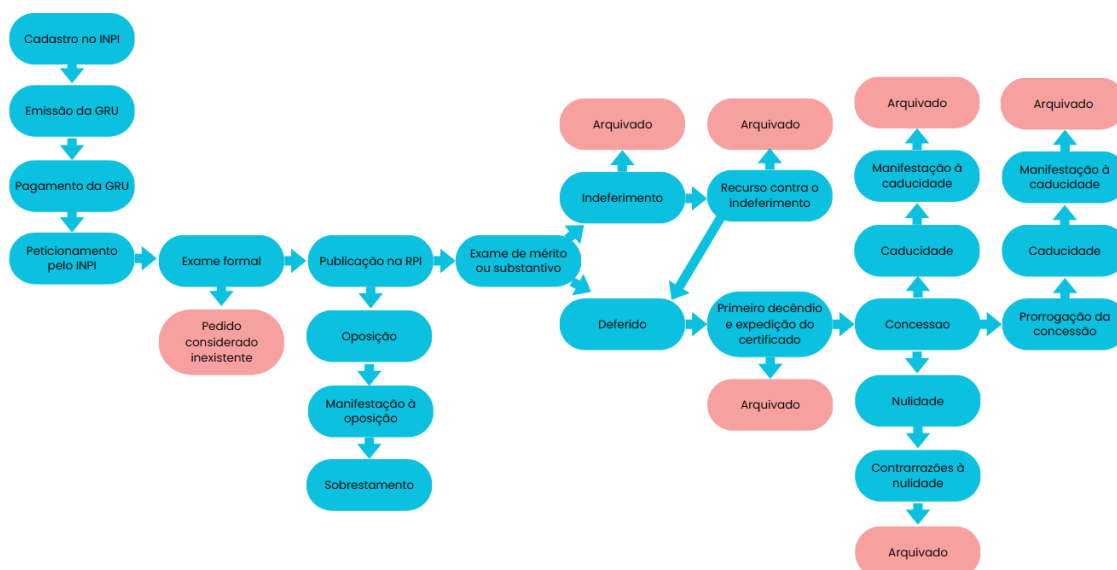 Cadastro no INPI
Emissão da GRU
Pagamento da GRU
Peticionamento
pelo INPI
Exame formal
Pedido
considerado
inexistente
Publicação na RPI
Oposição
Manifestação à
oposição
Sobrestamento
Exame de mérito
ou substantivo
Arquivado
Indeferimento
Arquivado
Recurso contra o
indeferimento
Deferido
Primeiro decêndio
e expedição do
certificado
Arquivado
Arquivado
Manifestação à
caducidade
Caducidade
Concessao
Nulidade
Contrarrazões à
nulidade
Arquivado
Arquivado
Manifestação à
caducidade
Caducidade
Prorrogação da
concessão